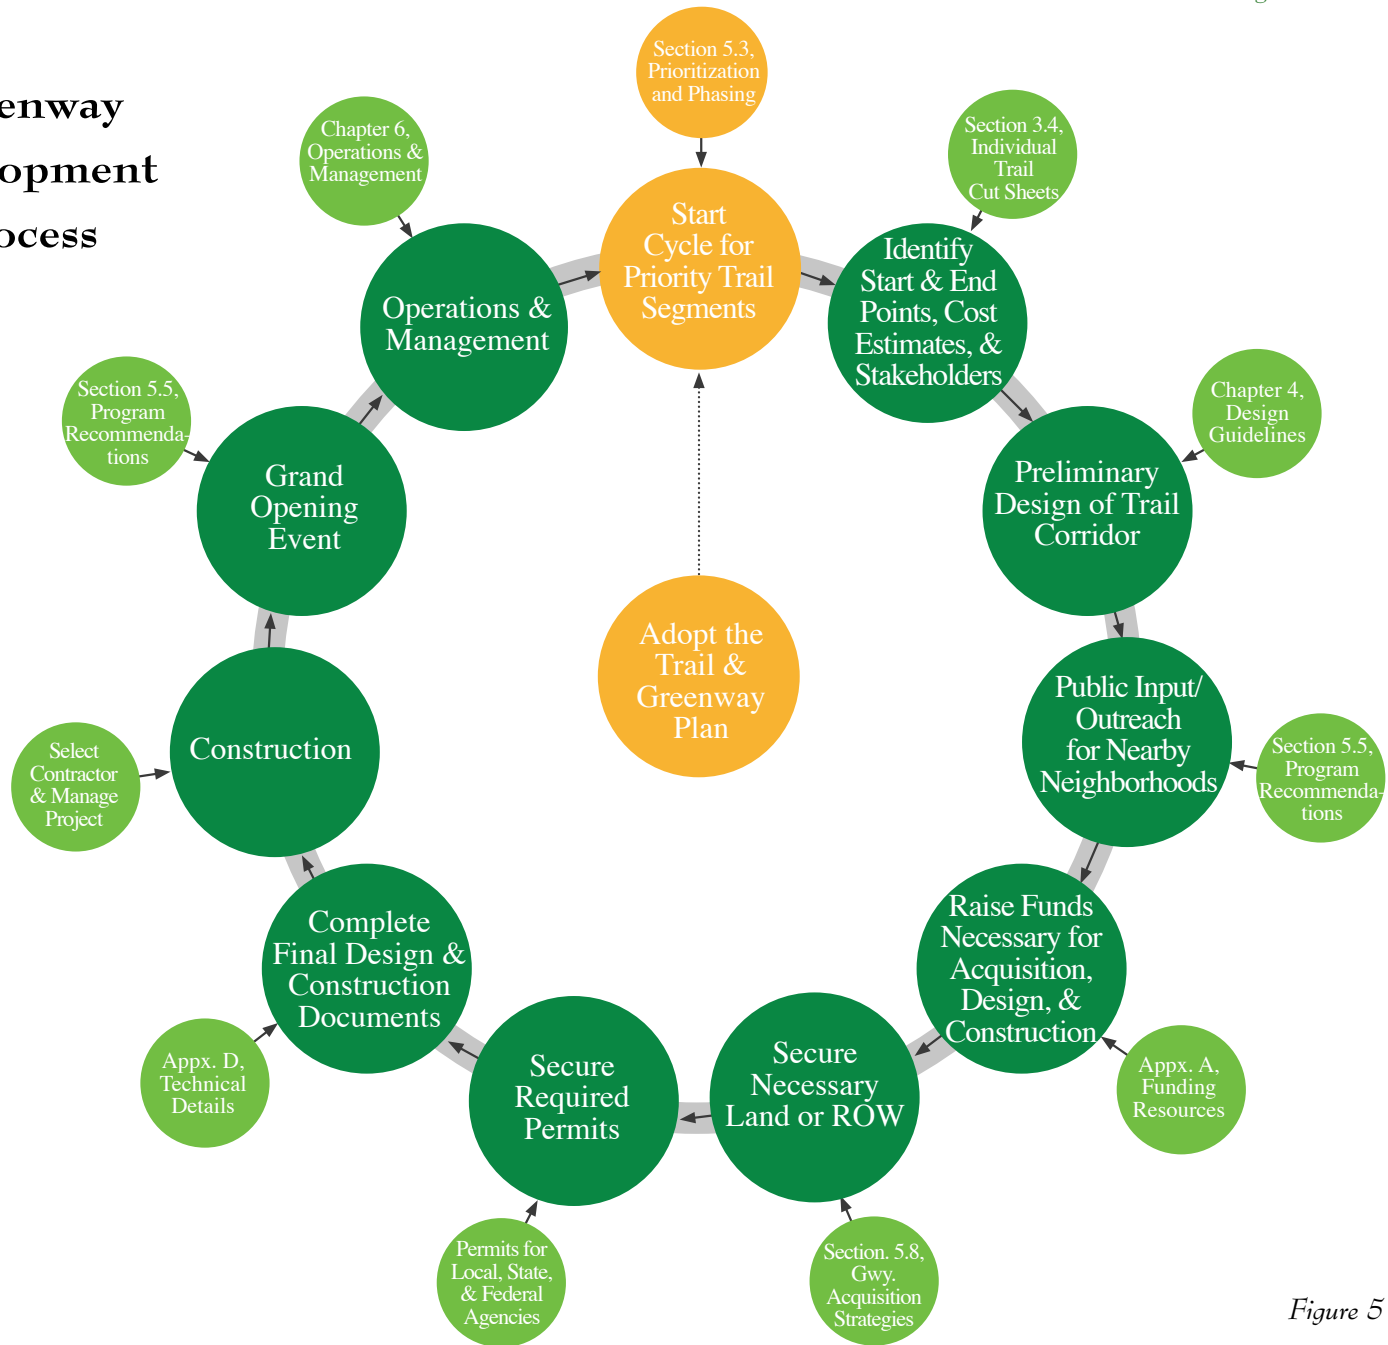 enway
opment
ocess
Section 5.3,
Prioritization
and Phasing
Start
Cycle for
Priority Trail
Segments
Section 3.4,
Individual
Trail
Cut Sheets
Identify
Start & End
Points, Cost
Estimates, &
Stakeholders
Chapter 4,
Design
Guidelines
Preliminary
Design of Trail
Corridor
Section 5.5,
Program
Recommenda-
tions
Public Input/
Outreach
for Nearby
Neighborhoods
Appx. A,
Funding
Resources
Raise Funds
Necessary for
Acquisition,
Design, &
Construction
Section. 5.8,
Gwy.
Acquisition
Strategies
Secure
Necessary
Land or ROW
Permits for
Local, State,
& Federal
Agencies
Secure
Required
Permits
Appx. D,
Technical
Details
Complete
Final Design &
Construction
Documents
Select
Contractor
& Manage
Project
Construction
Section 5.5,
Program
Recommenda-
tions
Grand
Opening
Event
Chapter 6,
Operations &
Management
Operations &
Management
Adopt the
Trail &
Greenway
Plan
Figure 5